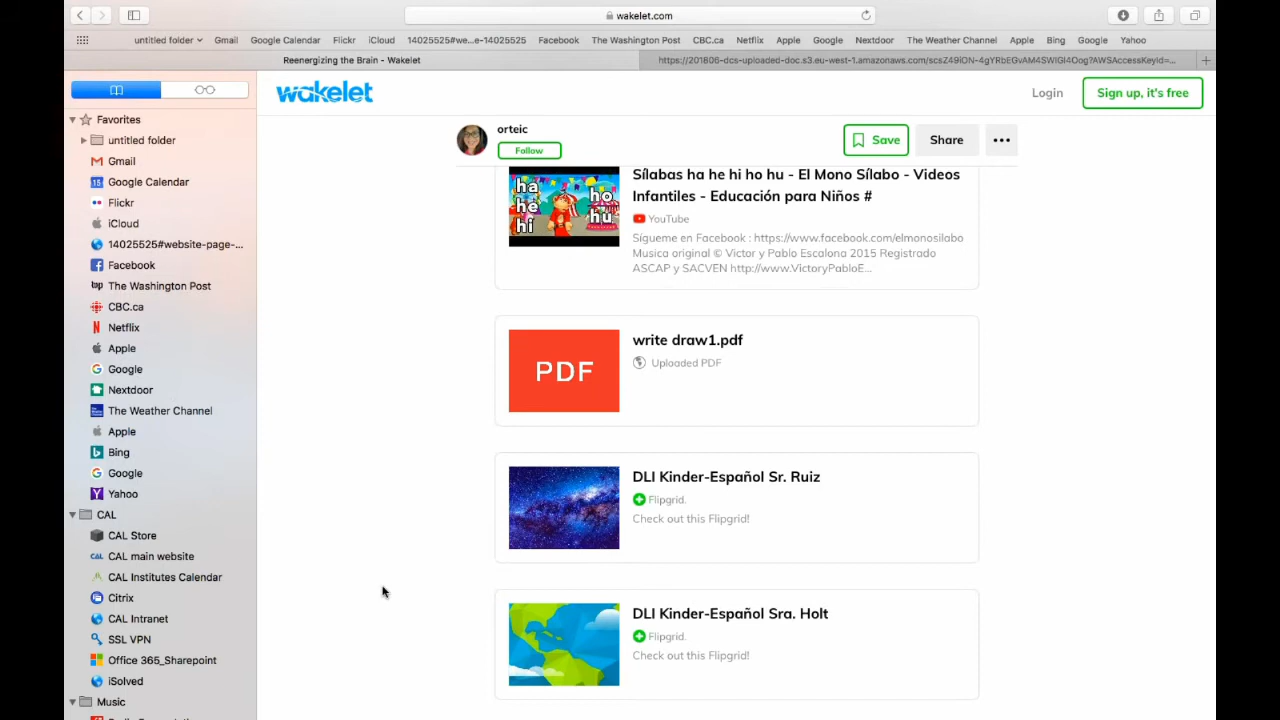 wakelet.com
untitled folder
Gmail
Google Calendar
Flickr
iCloud
14025525#we...e-14025525
Facebook
The Washington Post
CBC.ca
Netflix
Apple
Google
Nextdoor
The Weather Channel
Apple
Bing
Google
Yahoo
Reenergizing the Brain - Wakelet
Favorites
untitled folder
Gmail
Google Calendar
Flickr
iCloud
14025525#website-page-...
Facebook
The Washington Post
CBC.ca
Netflix
Apple
Google
Nextdoor
The Weather Channel
Apple
Bing
Google
Yahoo
CAL
CAL Store
CAL main website
CAL Institutes Calendar
Citrix
CAL Intranet
SSL VPN
Office 365_Sharepoint
iSolved
Music
wakelet
Login
Sign up, it's free
orteic
Follow
Save
Share
ha he hi ho hu
Sílabas ha he hi ho hu - El Mono Sílabo - Videos
Infantiles - Educación para Niños #
YouTube
Sígueme en Facebook : https://www.facebook.com/elmonosilabo
Musica original © Victor y Pablo Escalona 2015 Registrado
ASCAP y SACVEN http://www.VictoryPabloE...
PDF
write draw1.pdf
Uploaded PDF
DLI Kinder-Español Sr. Ruiz
Flipgrid.
Check out this Flipgrid!
DLI Kinder-Español Sra. Holt
Flipgrid.
Check out this Flipgrid!